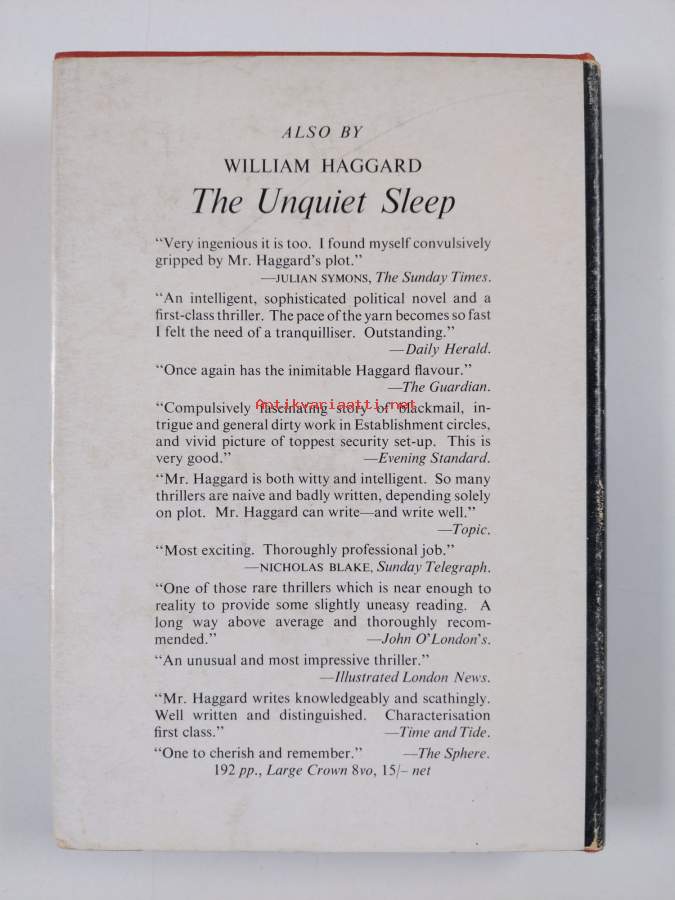 ALSO BY
WILLIAM HAGGARD
The Unquiet Sleep
“Very ingenious it is too. I found myself convulsively
gripped by Mr. Haggard’s plot.”
—JULIAN SYMONS, The Sunday Times.
“An intelligent, sophisticated political novel and a
first-class thriller. The pace of the yarn becomes so fast
I felt the need of a tranquilliser. Outstanding.”
—Daily Herald.
“Once again has the inimitable Haggard flavour.”
—The Guardian.
Antikvariaatti.net
“Compulsively fascinating story of blackmail, in-
trigue and general dirty work in Establishment circles,
and vivid picture of toppest security set-up. This is
very good.” —Evening Standard.
“Mr. Haggard is both witty and intelligent. So many
thrillers are naive and badly written, depending solely
on plot. Mr. Haggard can write—and write well.”
—Topic.
“Most exciting. Thoroughly professional job.”
—NICHOLAS BLAKE, Sunday Telegraph.
“One of those rare thrillers which is near enough to
reality to provide some slightly uneasy reading. A
long way above average and thoroughly recom-
mended.” —John O’London’s.
“An unusual and most impressive thriller.”
—Illustrated London News.
“Mr. Haggard writes knowledgeably and scathingly.
Well written and distinguished. Characterisation
first class.” —Time and Tide.
“One to cherish and remember.” —The Sphere.
192 pp., Large Crown 8vo, 15/– net